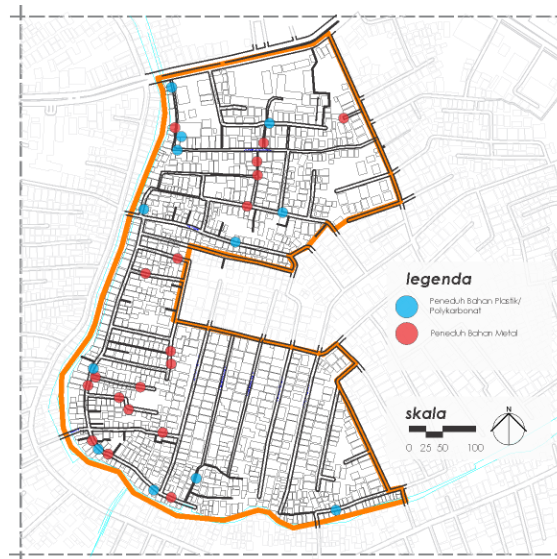 legenda
Peneduh Bahan Plastik/
Polykarbonat
Peneduh Bahan Metal
skala
N
0 25 50 100